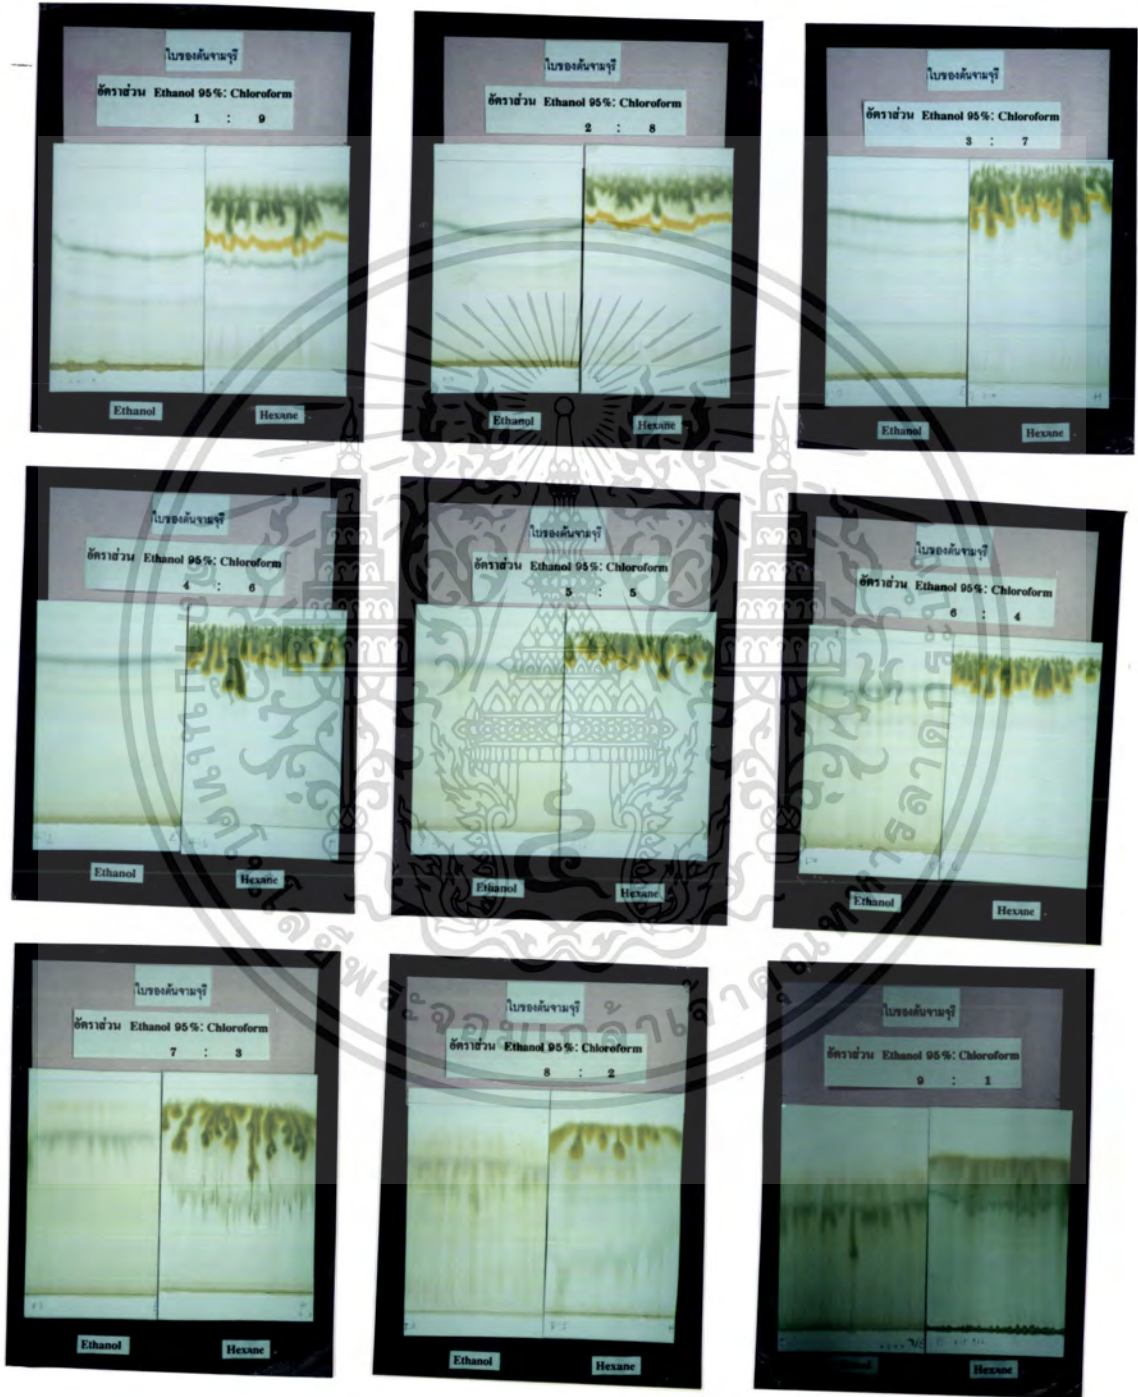 ใบของต้นจามจุรี
อัตราส่วน Ethanol 95%: Chloroform
1 : 9
Ethanol Hexane
ใบของต้นจามจุรี
อัตราส่วน Ethanol 95%: Chloroform
2 : 8
Ethanol Hexane
ใบของต้นจามจุรี
อัตราส่วน Ethanol 95%: Chloroform
3 : 7
Ethanol Hexane
ใบของต้นจามจุรี
อัตราส่วน Ethanol 95%: Chloroform
4 : 6
Ethanol Hexane
ใบของต้นจามจุรี
อัตราส่วน Ethanol 95%: Chloroform
5 : 5
Ethanol Hexane
ใบของต้นจามจุรี
อัตราส่วน Ethanol 95%: Chloroform
6 : 4
Ethanol Hexane
ใบของต้นจามจุรี
อัตราส่วน Ethanol 95%: Chloroform
7 : 3
Ethanol Hexane
ใบของต้นจามจุรี
อัตราส่วน Ethanol 95%: Chloroform
8 : 2
Ethanol Hexane
ใบของต้นจามจุรี
อัตราส่วน Ethanol 95%: Chloroform
9 : 1
Hexane